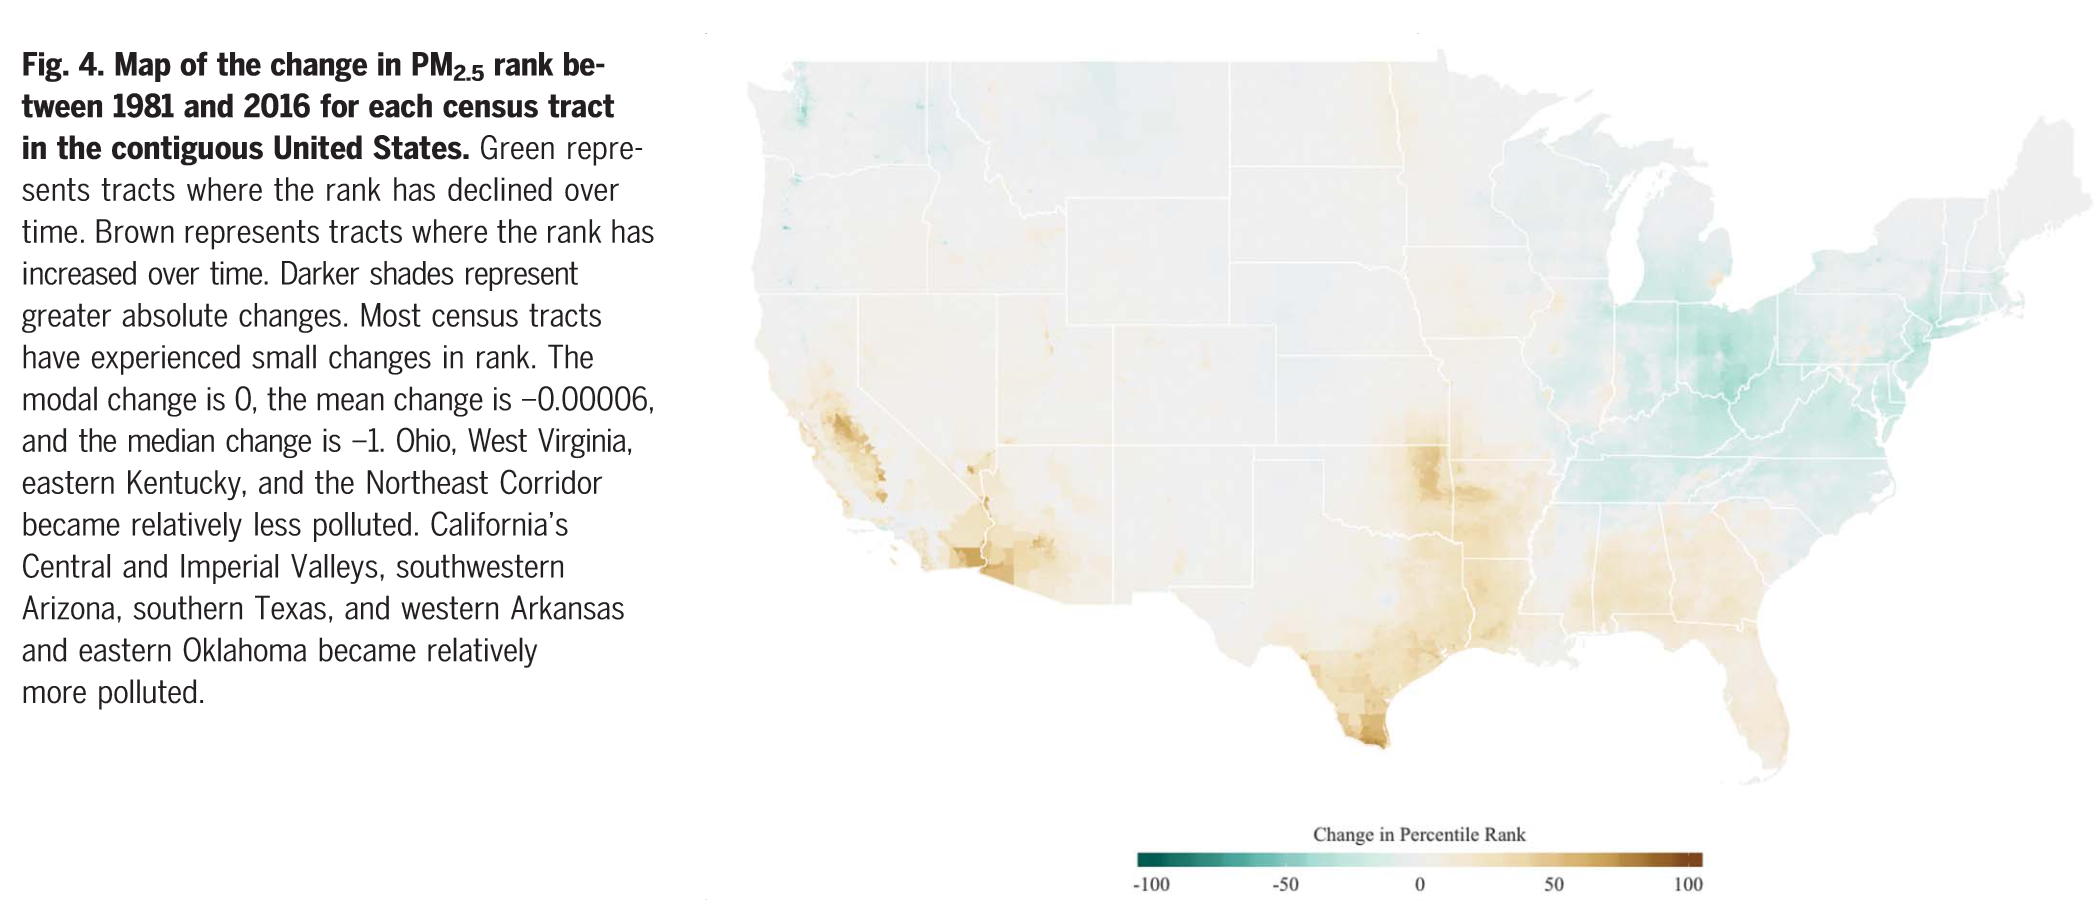 Fig. 4. Map of the change in PM2.5 rank be-
tween 1981 and 2016 for each census tract
in the contiguous United States. Green repre-
sents tracts where the rank has declined over
time. Brown represents tracts where the rank has
increased over time. Darker shades represent
greater absolute changes. Most census tracts
have experienced small changes in rank. The
modal change is 0, the mean change is −0.00006,
and the median change is −1. Ohio, West Virginia,
eastern Kentucky, and the Northeast Corridor
became relatively less polluted. California's
Central and Imperial Valleys, southwestern
Arizona, southern Texas, and western Arkansas
and eastern Oklahoma became relatively
more polluted.
Change in Percentile Rank
-100 -50 0 50 100